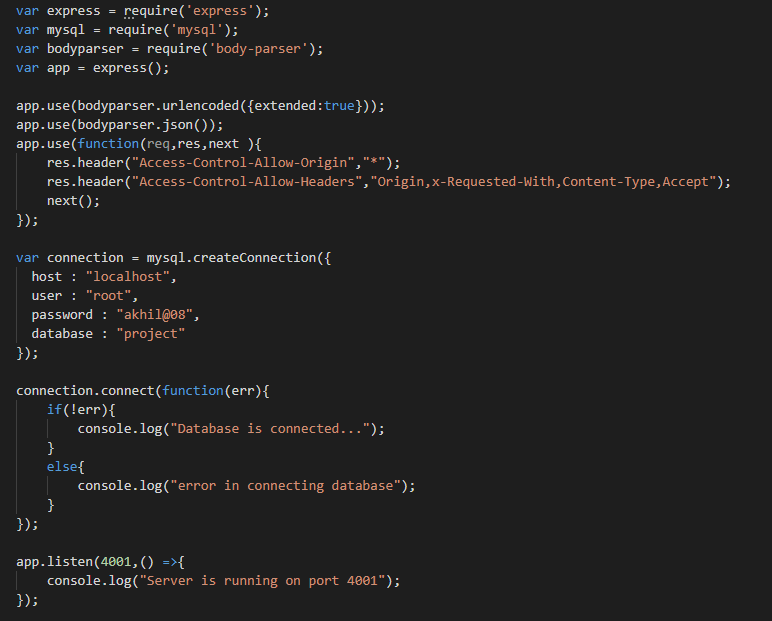 var express = require('express');
var mysql = require('mysql');
var bodyparser = require('body-parser');
var app = express();
app.use(bodyparser.urlencoded({extended:true}));
app.use(bodyparser.json());
app.use(function(req,res,next ){
res.header("Access-Control-Allow-Origin","*");
res.header("Access-Control-Allow-Headers","Origin,x-Requested-With,Content-Type,Accept");
next();
});
var connection = mysql.createConnection({
host : "localhost",
user : "root",
password : "akhil@08",
database : "project"
});
connection.connect(function(err){
if(!err){
console.log("Database is connected...");
}
else{
console.log("error in connecting database");
}
});
app.listen(4001,() =>{
console.log("Server is running on port 4001");
});